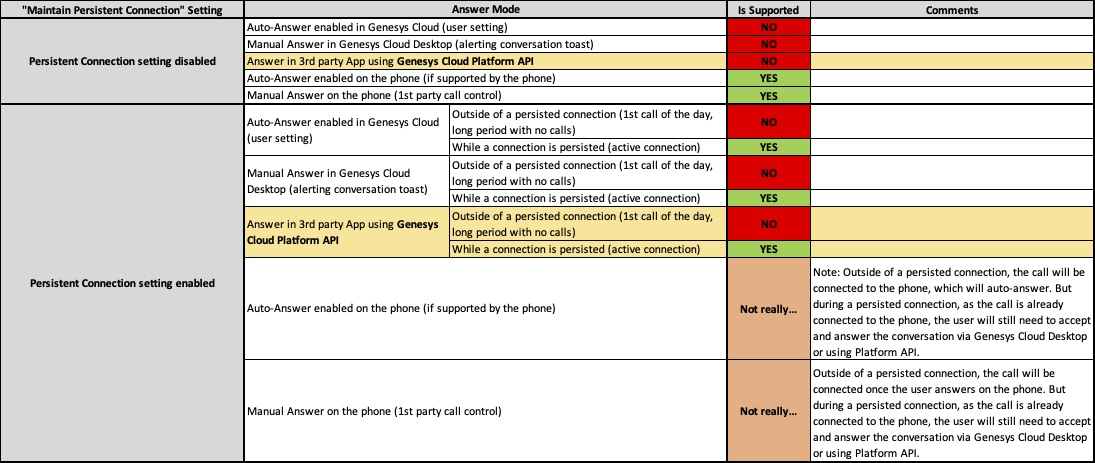 "Maintain Persistent Connection" Setting
Answer Mode
Is Supported
Comments
Persistent Connection setting disabled
Auto-Answer enabled in Genesys Cloud (user setting)
NO
Manual Answer in Genesys Cloud Desktop (alerting conversation toast)
NO
Answer in 3rd party App using Genesys Cloud Platform API
NO
Auto-Answer enabled on the phone (if supported by the phone)
YES
Manual Answer on the phone (1st party call control)
YES
Persistent Connection setting enabled
Auto-Answer enabled in Genesys Cloud
(user setting)
Outside of a persisted connection (1st call of the day,
long period with no calls)
NO
While a connection is persisted (active connection)
YES
Manual Answer in Genesys Cloud
Desktop (alerting conversation toast)
Outside of a persisted connection (1st call of the day,
long period with no calls)
NO
While a connection is persisted (active connection)
YES
Answer in 3rd party App using Genesys
Cloud Platform API
Outside of a persisted connection (1st call of the day,
long period with no calls)
NO
While a connection is persisted (active connection)
YES
Auto-Answer enabled on the phone (if supported by the phone)
Not really...
Note: Outside of a persisted connection, the call will be
connected to the phone, which will auto-answer. But
during a persisted connection, as the call is already
connected to the phone, the user will still need to accept
and answer the conversation via Genesys Cloud Desktop
or using Platform API.
Manual Answer on the phone (1st party call control)
Not really...
Outside of a persisted connection, the call will be
connected once the user answers on the phone. But
during a persisted connection, as the call is already
connected to the phone, the user will still need to accept
and answer the conversation via Genesys Cloud Desktop
or using Platform API.